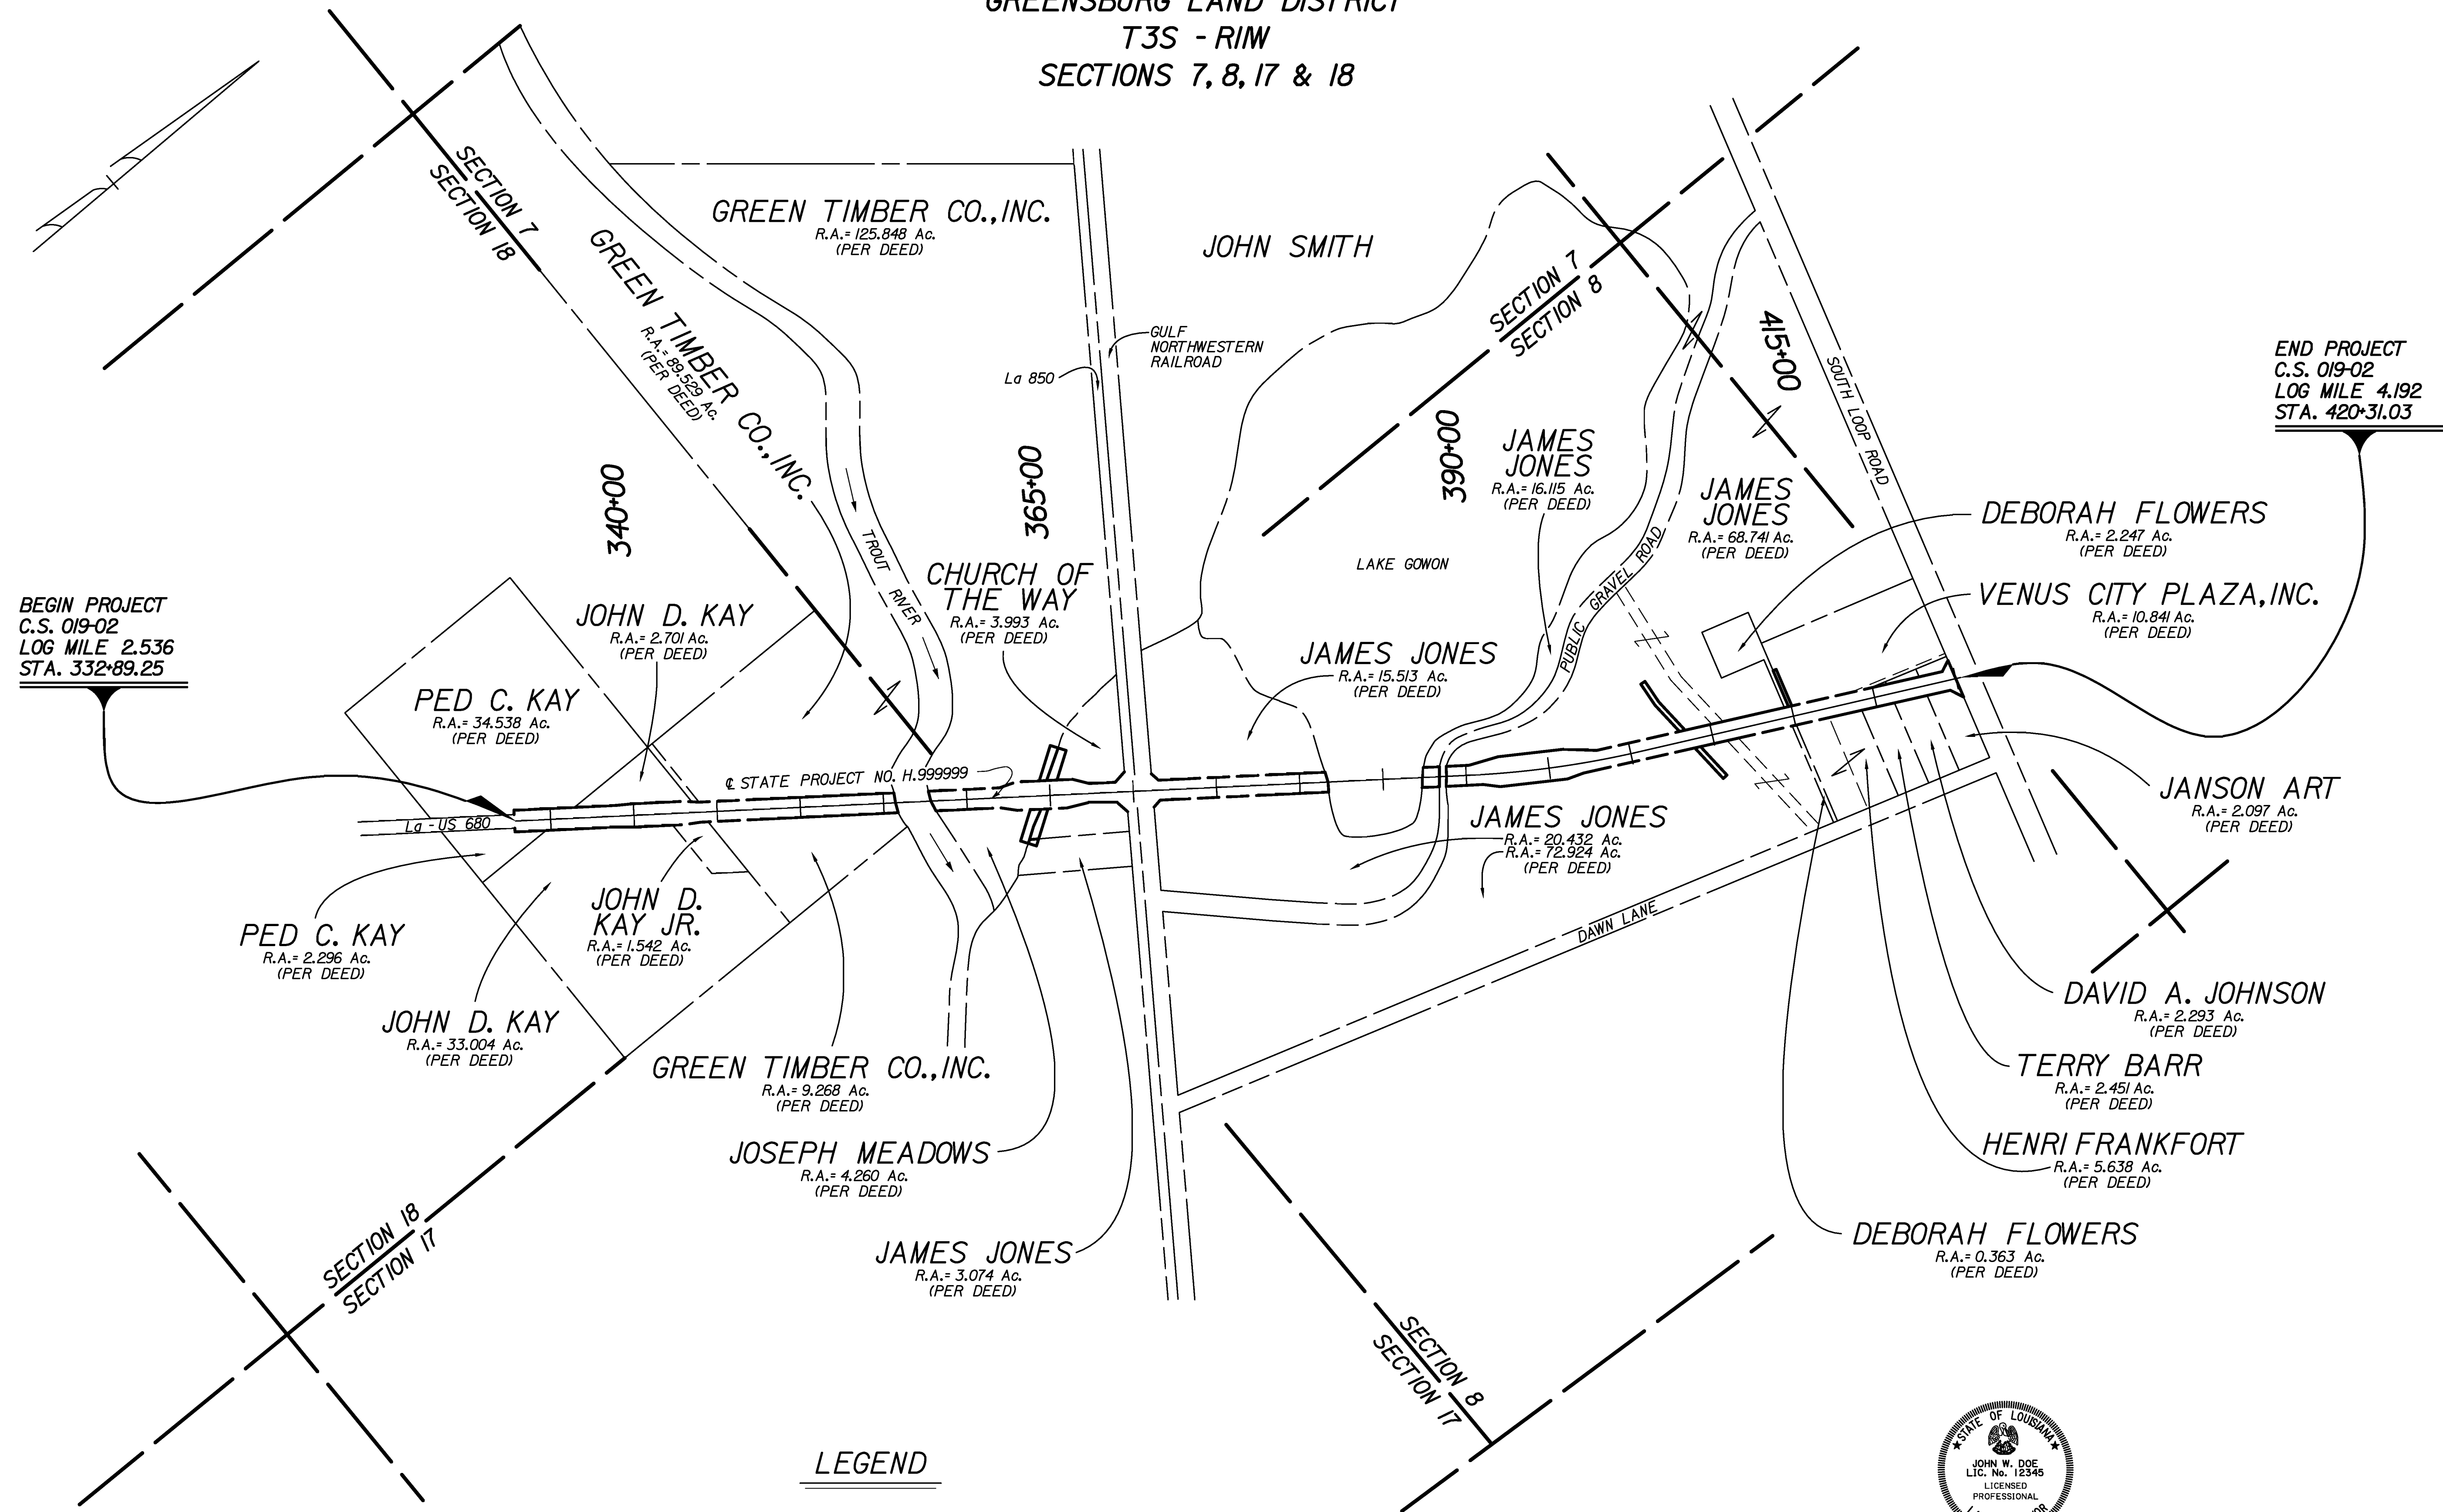 GREENSBURG LAND DISTRICT
T3S - R1W
SECTIONS 7, 8, 17 & 18
SECTION 7
SECTION 18
GREEN TIMBER CO., INC.
R.A.= 125.848 Ac.
(PER DEED)
GREEN TIMBER CO., INC.
R.A.= 89.529 Ac.
(PER DEED)
JOHN SMITH
SECTION 7
SECTION 8
GULF
NORTHWESTERN
RAILROAD
La 850
415+00
SOUTH LOOP ROAD
END PROJECT
C.S. 019-02
LOG MILE 4.192
STA. 420+31.03
340+00
365+00
390+00
JAMES
JONES
R.A.= 16.115 Ac.
(PER DEED)
JAMES
JONES
R.A.= 68.741 Ac.
(PER DEED)
DEBORAH FLOWERS
R.A.= 2.247 Ac.
(PER DEED)
TROUT RIVER
CHURCH OF
THE WAY
R.A.= 3.993 Ac.
(PER DEED)
LAKE GOWON
PUBLIC GRAVEL ROAD
VENUS CITY PLAZA, INC.
R.A.= 10.841 Ac.
(PER DEED)
BEGIN PROJECT
C.S. 019-02
LOG MILE 2.536
STA. 332+89.25
JOHN D. KAY
R.A.= 2.701 Ac.
(PER DEED)
PED C. KAY
R.A.= 34.538 Ac.
(PER DEED)
JAMES JONES
R.A.= 15.513 Ac.
(PER DEED)
℄ STATE PROJECT NO. H.999999
La - US 680
JANSON ART
R.A.= 2.097 Ac.
(PER DEED)
JAMES JONES
R.A.= 20.432 Ac.
R.A.= 72.924 Ac.
(PER DEED)
JOHN D.
KAY JR.
R.A.= 1.542 Ac.
(PER DEED)
PED C. KAY
R.A.= 2.296 Ac.
(PER DEED)
DAWN LANE
JOHN D. KAY
R.A.= 33.004 Ac.
(PER DEED)
DAVID A. JOHNSON
R.A.= 2.293 Ac.
(PER DEED)
GREEN TIMBER CO., INC.
R.A.= 9.268 Ac.
(PER DEED)
TERRY BARR
R.A.= 2.451 Ac.
(PER DEED)
JOSEPH MEADOWS
R.A.= 4.260 Ac.
(PER DEED)
HENRI FRANKFORT
R.A.= 5.638 Ac.
(PER DEED)
JAMES JONES
R.A.= 3.074 Ac.
(PER DEED)
DEBORAH FLOWERS
R.A.= 0.363 Ac.
(PER DEED)
SECTION 18
SECTION 17
SECTION 8
SECTION 17
LEGEND
STATE OF LOUISIANA
JOHN W. DOE
LIC. No. 12345
LICENSED
PROFESSIONAL